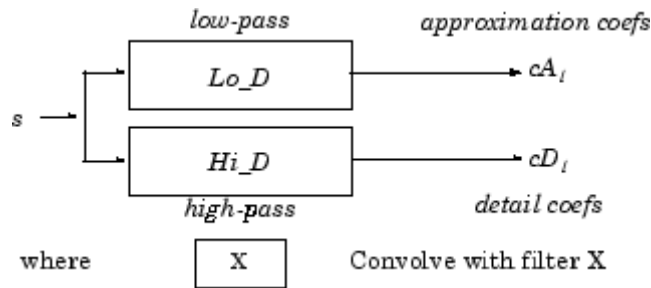 low-pass
approximation coefs
Lo_D
cA₁
s
Hi_D
cD₁
high-pass
detail coefs
where
X
Convolve with filter X